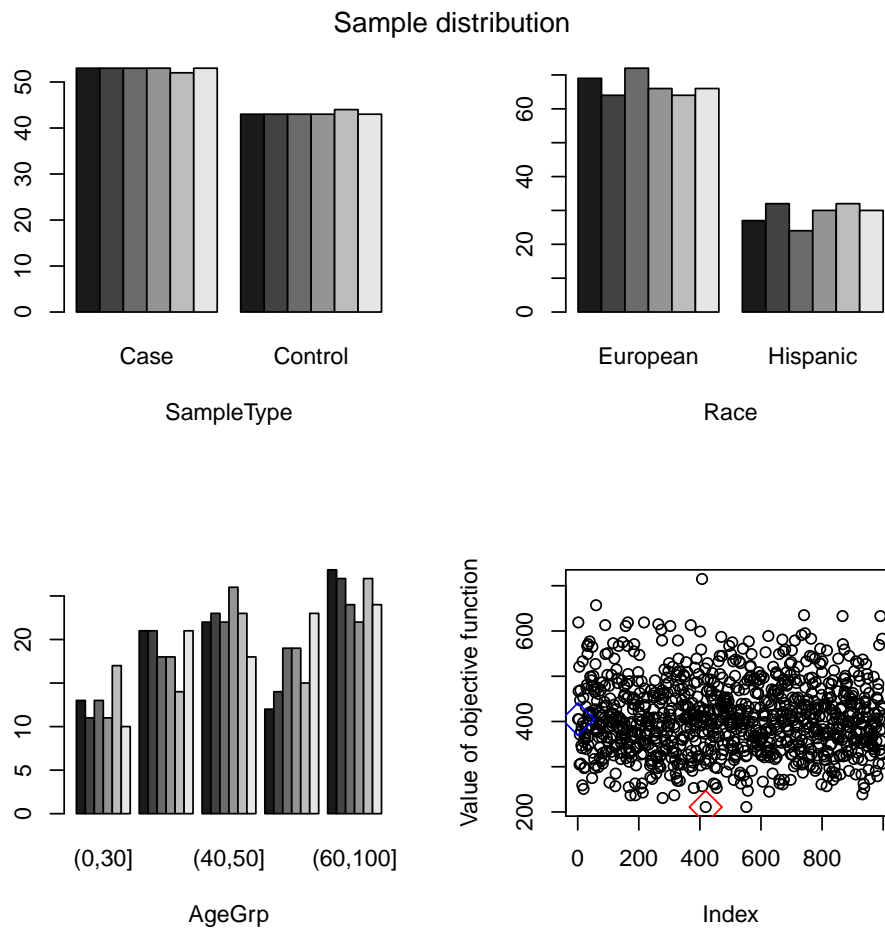 Sample distribution
0 10 20 30 40 50
Case Control
SampleType
0 20 40 60
European Hispanic
Race
0 5 10 20
(0,30] (40,50] (60,100]
AgeGrp
Value of objective function
200 400 600
0 200 400 600 800
Index